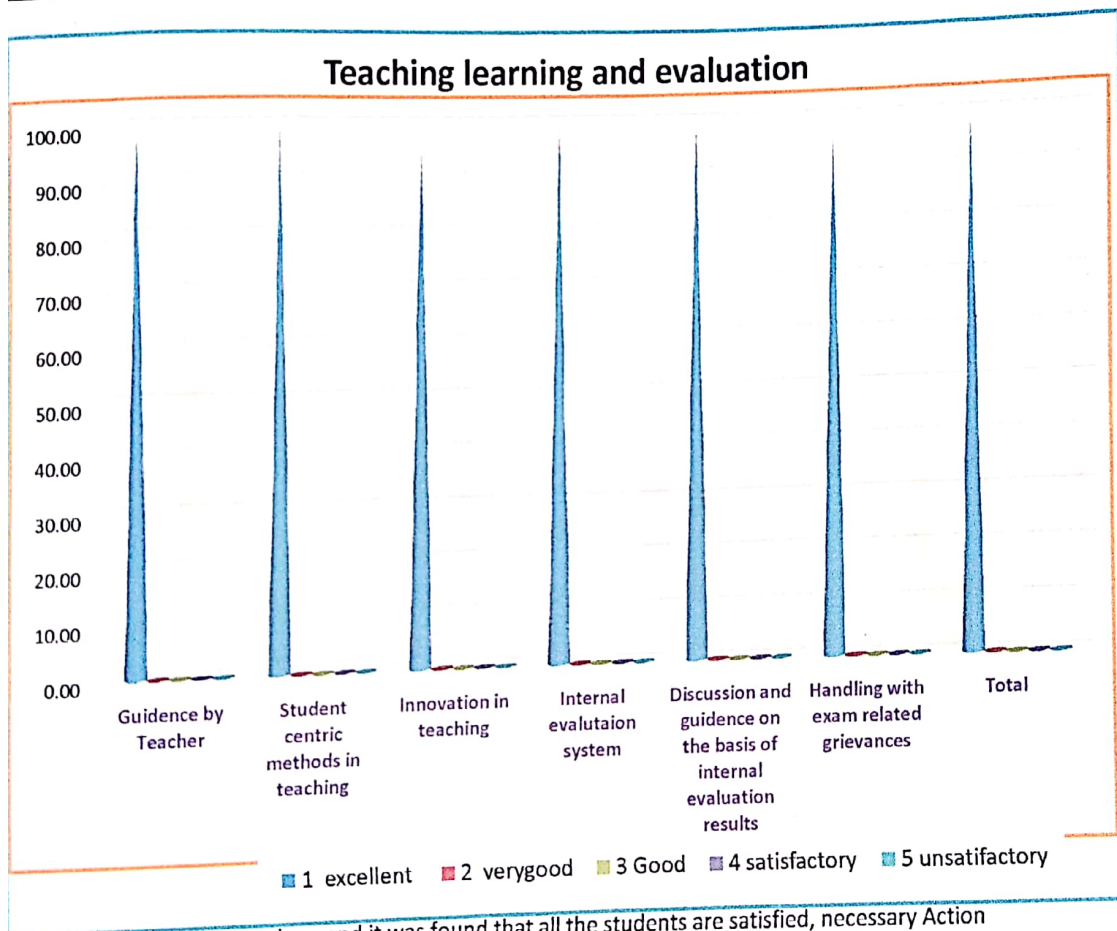 Teaching learning and evaluation
100.00
90.00
80.00
70.00
60.00
50.00
40.00
30.00
20.00
10.00
0.00
Guidence by
Teacher
Student
centric
methods in
teaching
Innovation in
teaching
Internal
evalutaion
system
Discussion and
guidence on
the basis of
internal
evaluation
results
Handling with
exam related
grievances
Total
1 excellent 2 verygood 3 Good 4 satisfactory 5 unsatifactory
it was found that all the students are satisfied, necessary Action